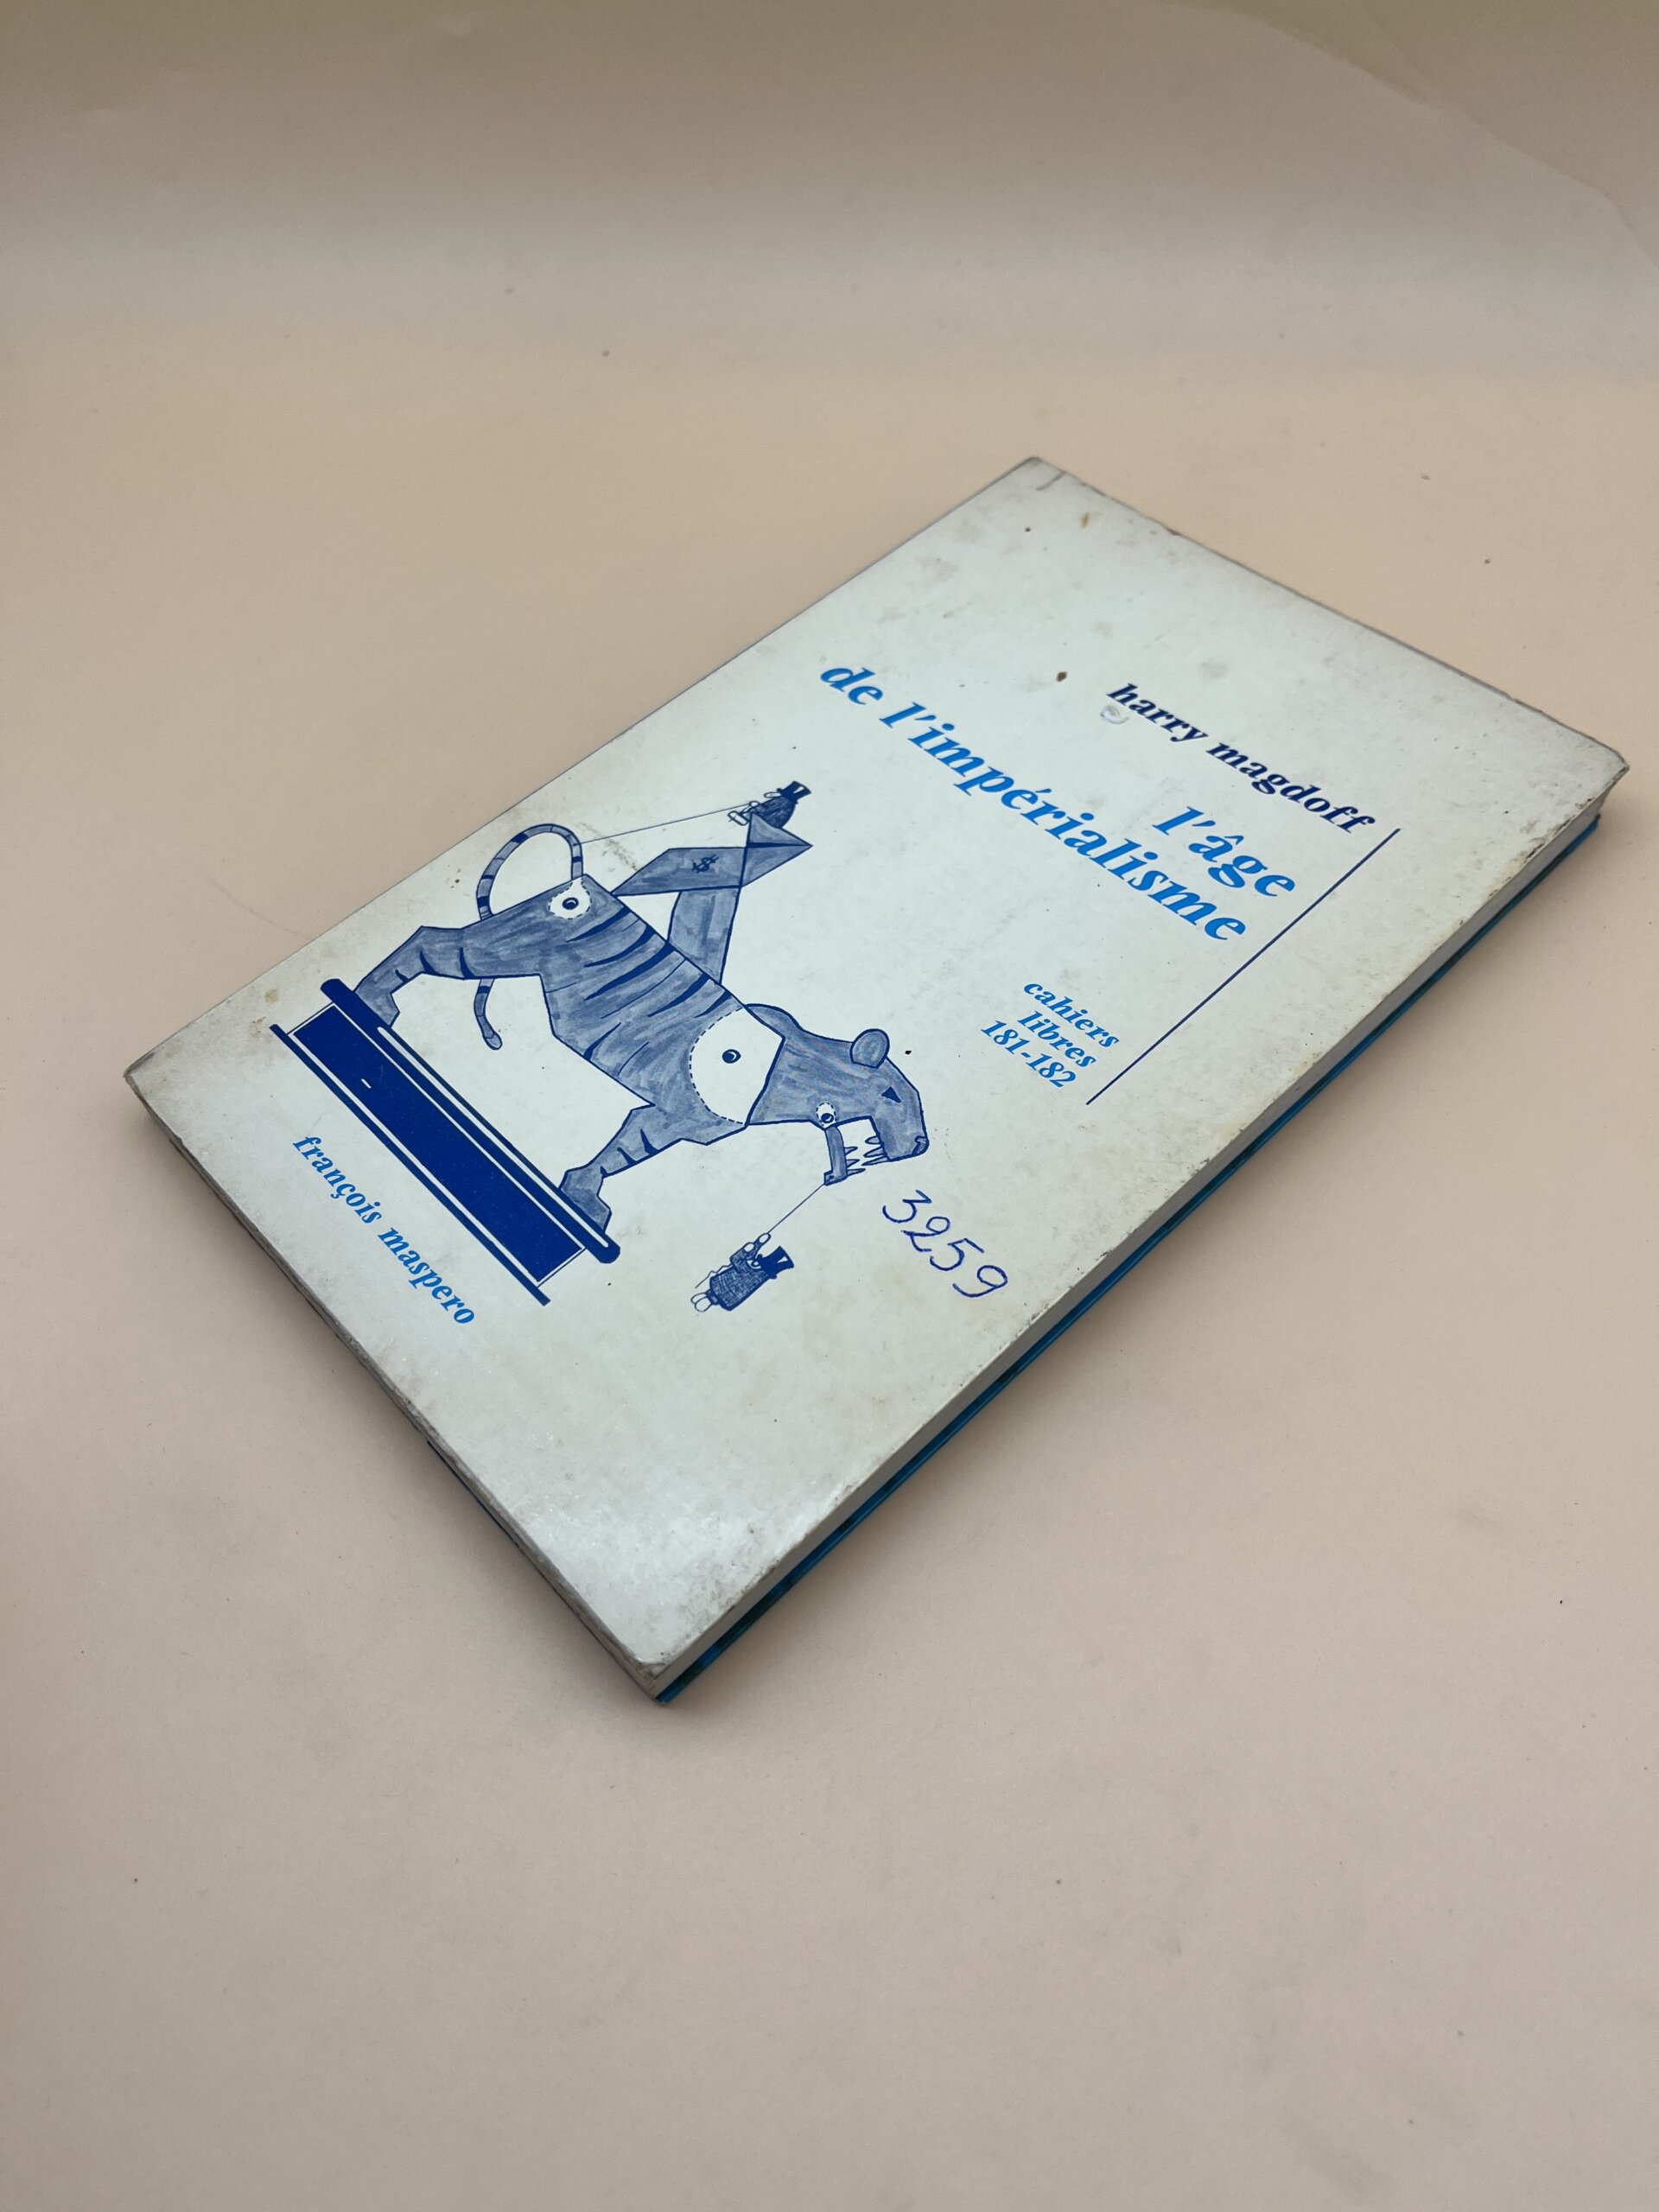 harry magdoff
l'âge
de l'impérialisme
cahiers
libres
181-182
$
3259
françois maspero